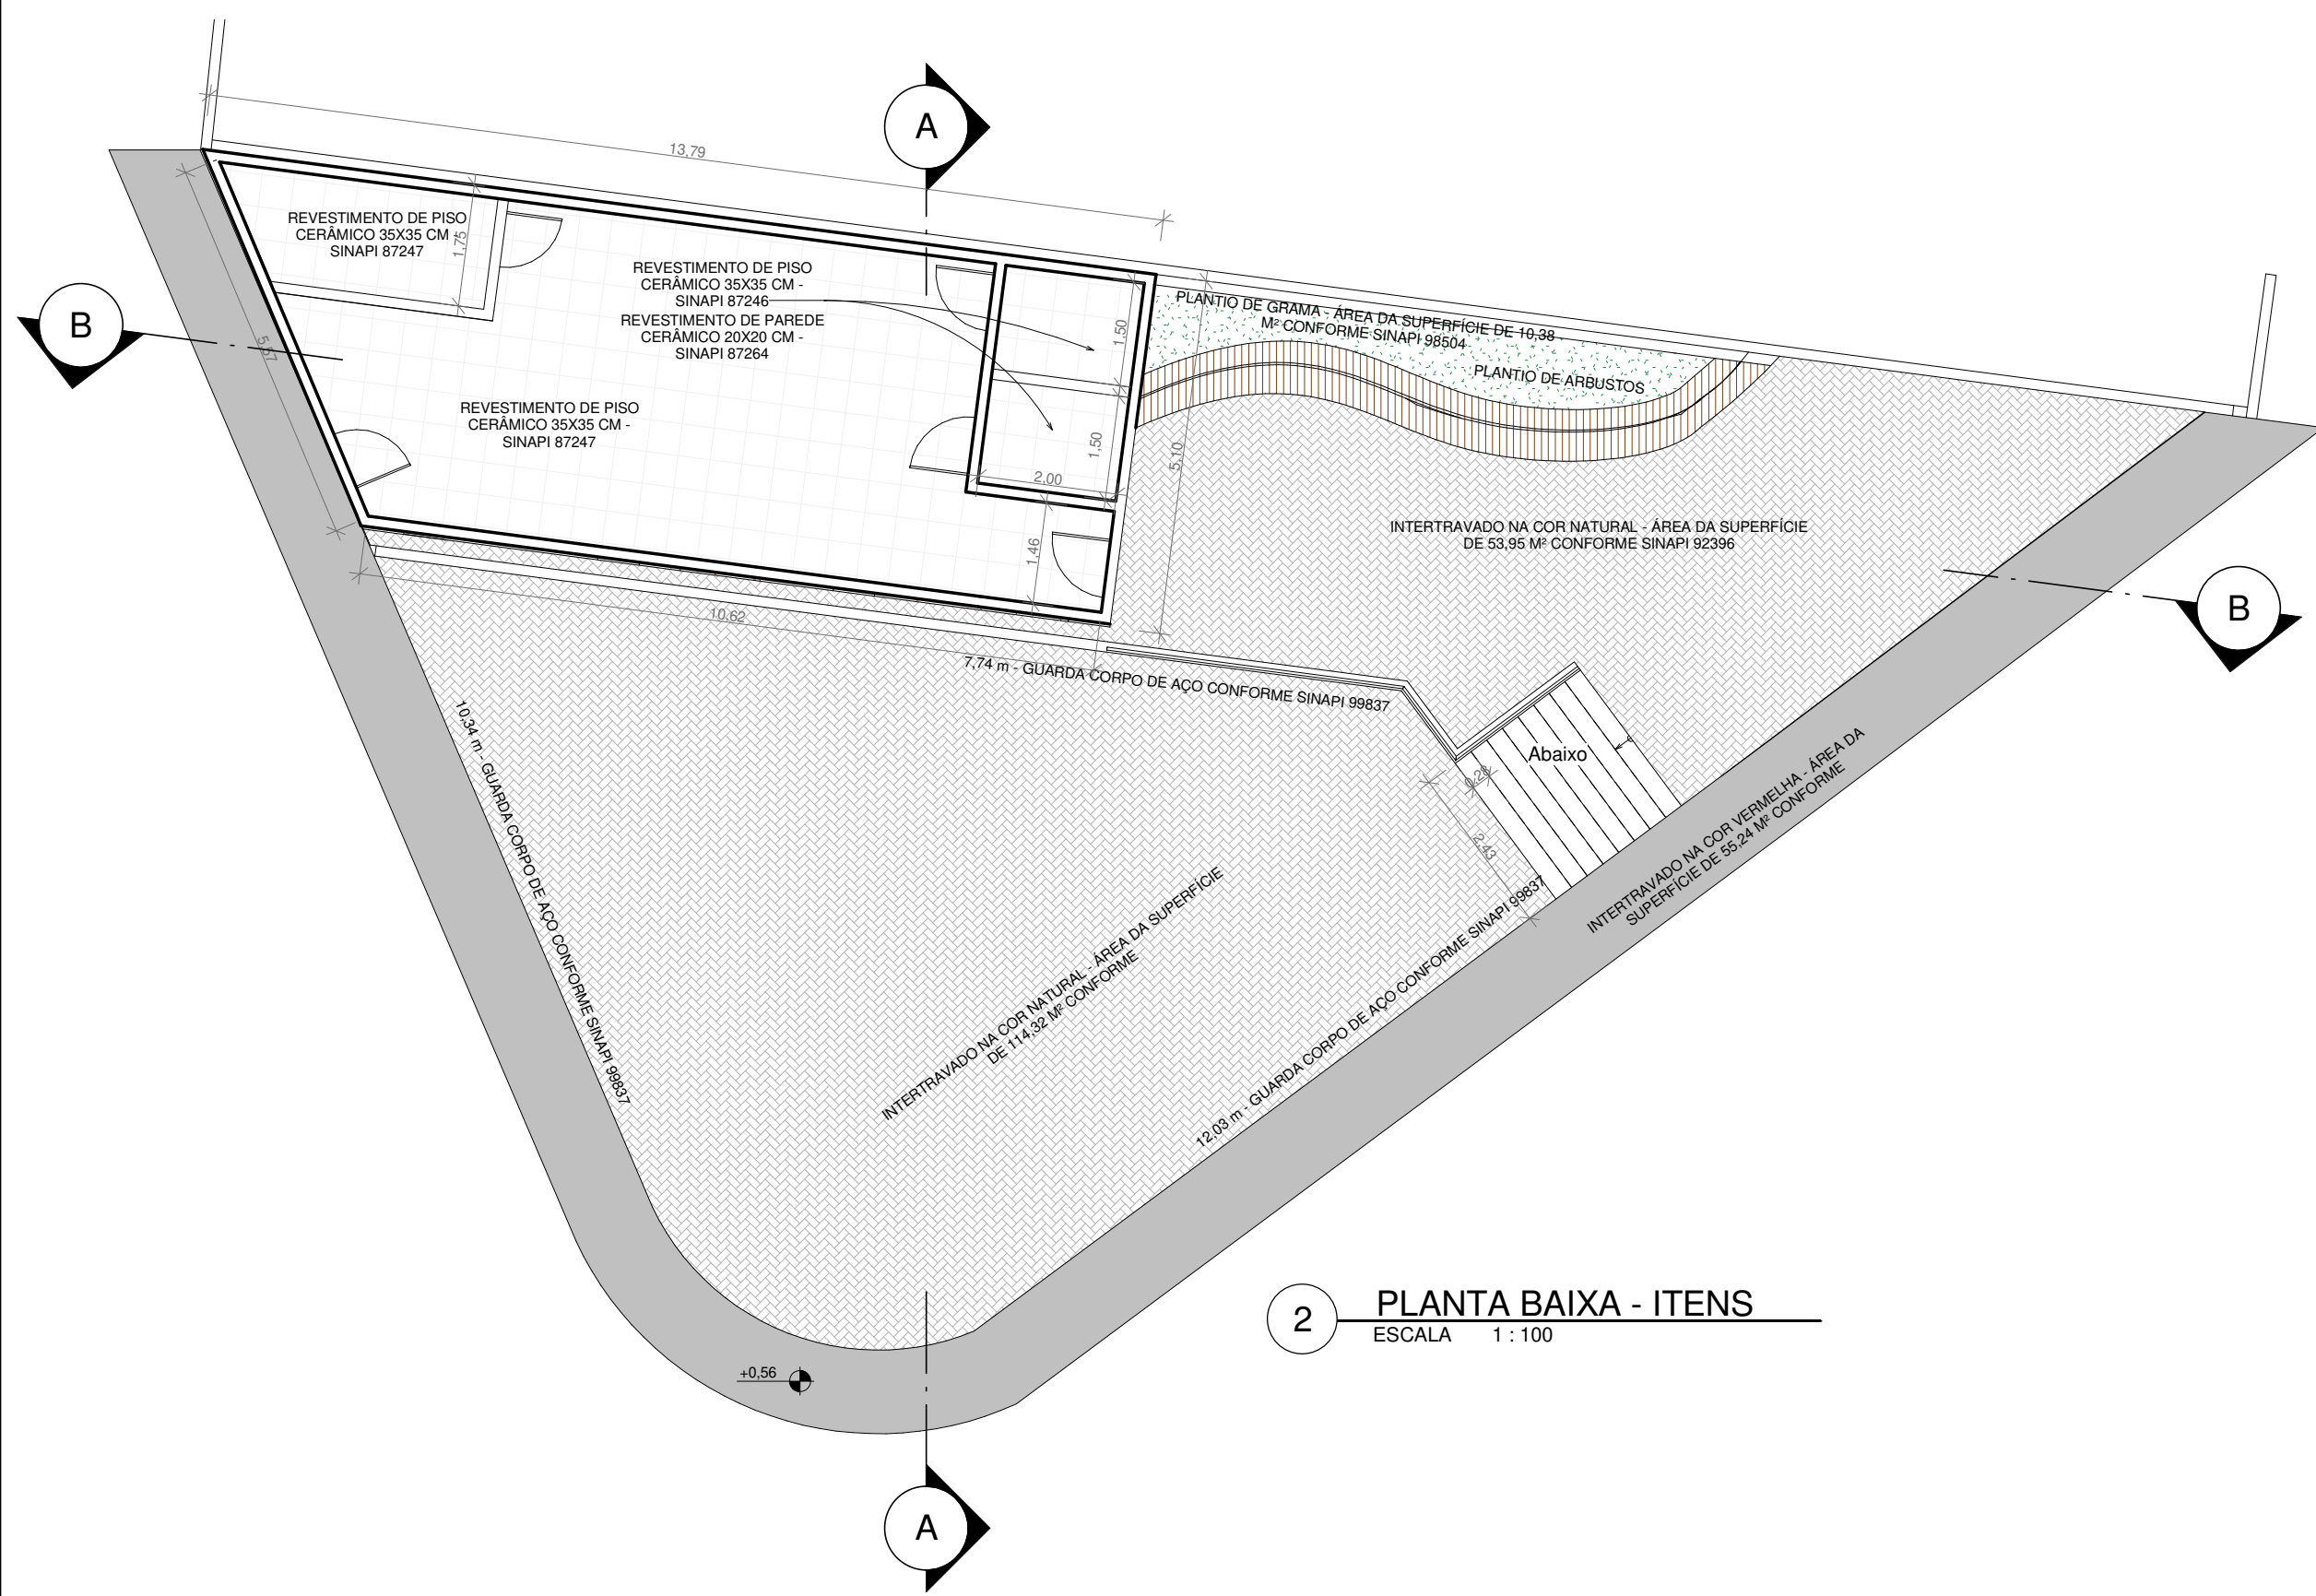 A
13,79
REVESTIMENTO DE PISO
CERÂMICO 35X35 CM -
SINAPI 87247
1,75
REVESTIMENTO DE PISO
CERÂMICO 35X35 CM -
SINAPI 87246
REVESTIMENTO DE PAREDE
CERÂMICO 20X20 CM -
SINAPI 87264
B
5,57
REVESTIMENTO DE PISO
CERÂMICO 35X35 CM -
SINAPI 87247
1,50
1,50
2,00
1,46
5,10
PLANTIO DE GRAMA - ÁREA DA SUPERFÍCIE DE 10,38
M² CONFORME SINAPI 98504
PLANTIO DE ARBUSTOS
INTERTRAVADO NA COR NATURAL - ÁREA DA SUPERFÍCIE
DE 53,95 M² CONFORME SINAPI 92396
B
10,62
7,74 m - GUARDA CORPO DE AÇO CONFORME SINAPI 99837
10,34 m - GUARDA CORPO DE AÇO CONFORME SINAPI 99837
Abaixo
0,28
2,43
INTERTRAVADO NA COR VERMELHA - ÁREA DA
SUPERFÍCIE DE 55,24 M² CONFORME
INTERTRAVADO NA COR NATURAL - ÁREA DA SUPERFÍCIE
DE 114,32 M² CONFORME
12,03 m - GUARDA CORPO DE AÇO CONFORME SINAPI 99837
+0,56
2
PLANTA BAIXA - ITENS
ESCALA 1 : 100
A